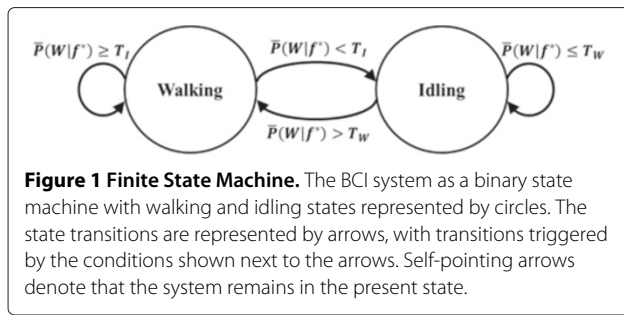 P̅(W|f*) ≥ T_I
P̅(W|f*) < T_I
P̅(W|f*) ≤ T_W
Walking
Idling
P̅(W|f*) > T_W
Figure 1 Finite State Machine. The BCI system as a binary state
machine with walking and idling states represented by circles. The
state transitions are represented by arrows, with transitions triggered
by the conditions shown next to the arrows. Self-pointing arrows
denote that the system remains in the present state.